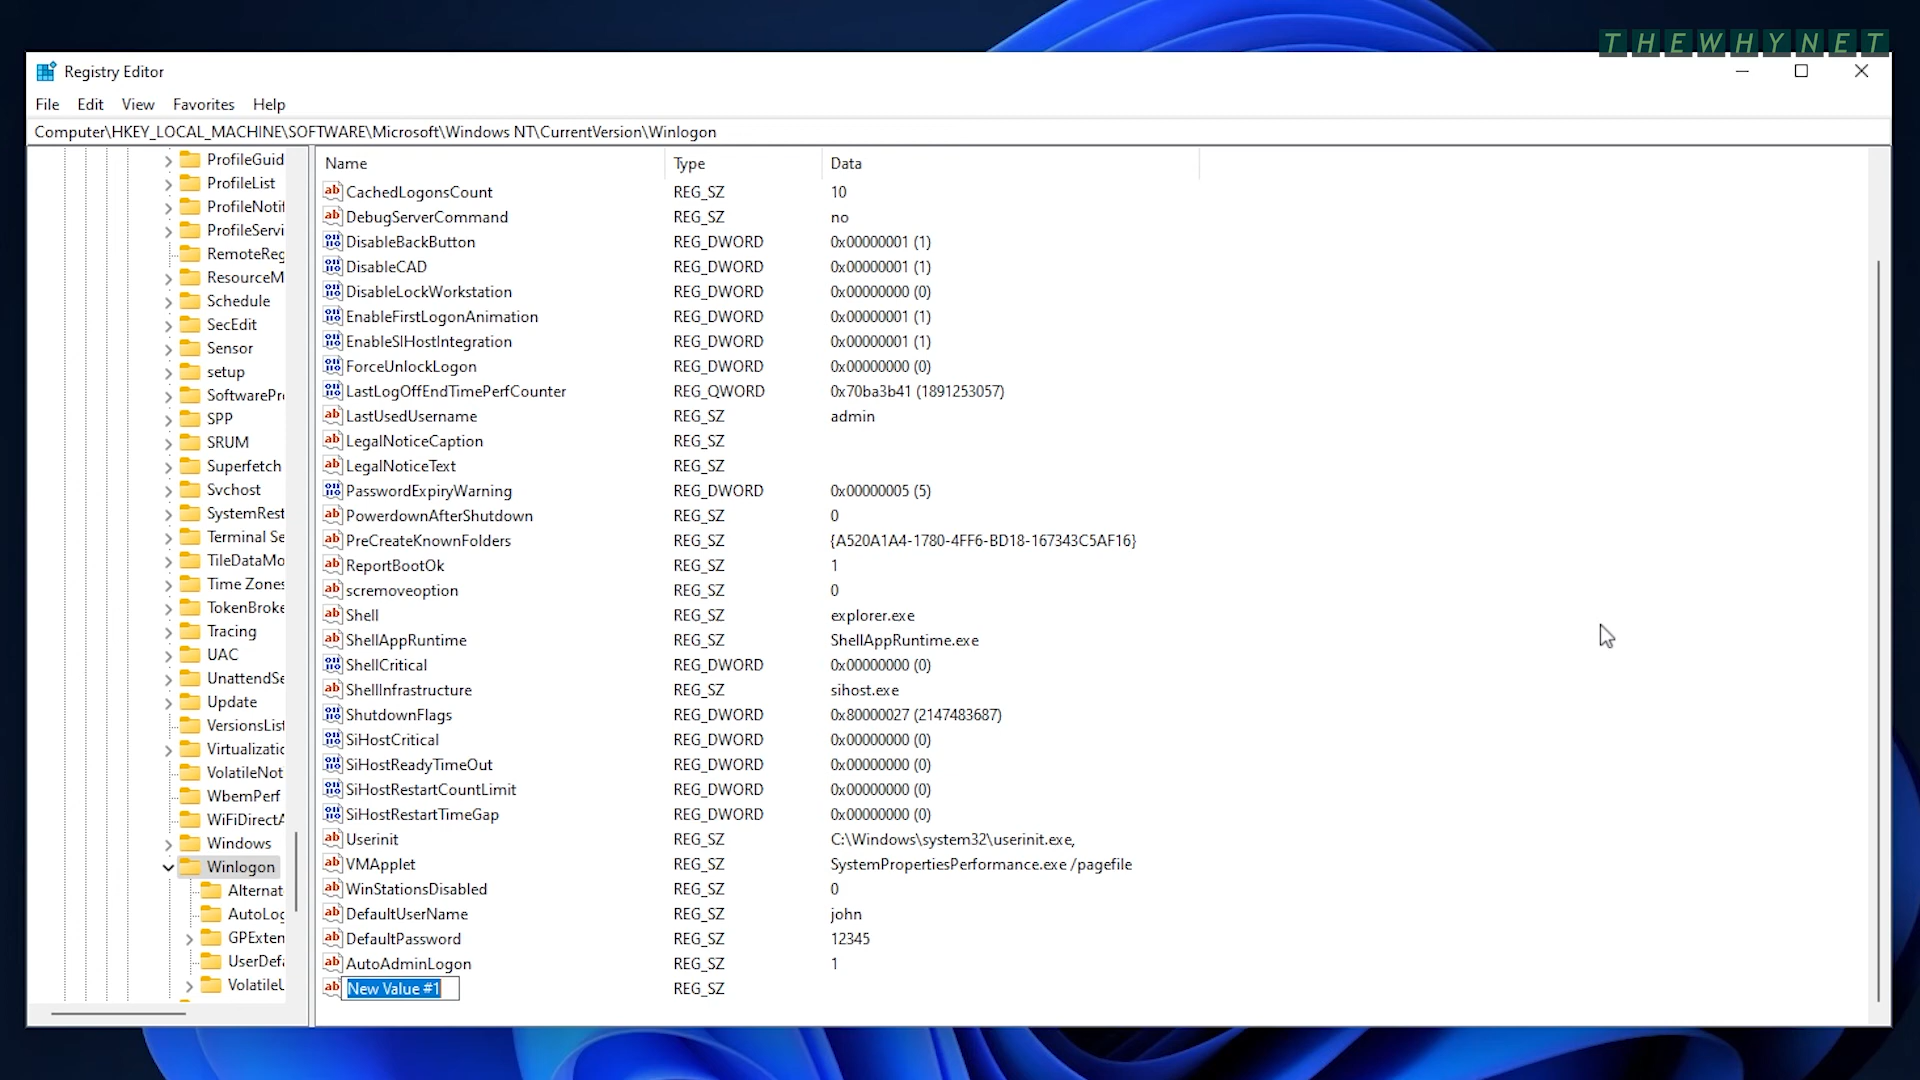 THEWHYNET
Registry Editor
File Edit View Favorites Help
Computer\HKEY_LOCAL_MACHINE\SOFTWARE\Microsoft\Windows NT\CurrentVersion\Winlogon
ProfileGuid
ProfileList
ProfileNotif
ProfileServi
RemoteReg
ResourceM
Schedule
SecEdit
Sensor
setup
SoftwarePr
SPP
SRUM
Superfetch
Svchost
SystemRest
Terminal Se
TileDataMo
Time Zones
TokenBroke
Tracing
UAC
UnattendSe
Update
VersionsList
Virtualizatio
VolatileNot
WbemPerf
WiFiDirectA
Windows
Winlogon
Alternat
AutoLog
GPExten
UserDefa
VolatileU
Name Type Data
CachedLogonsCount REG_SZ 10
DebugServerCommand REG_SZ no
DisableBackButton REG_DWORD 0x00000001 (1)
DisableCAD REG_DWORD 0x00000001 (1)
DisableLockWorkstation REG_DWORD 0x00000000 (0)
EnableFirstLogonAnimation REG_DWORD 0x00000001 (1)
EnableSIHostIntegration REG_DWORD 0x00000001 (1)
ForceUnlockLogon REG_DWORD 0x00000000 (0)
LastLogOffEndTimePerfCounter REG_QWORD 0x70ba3b41 (1891253057)
LastUsedUsername REG_SZ admin
LegalNoticeCaption REG_SZ
LegalNoticeText REG_SZ
PasswordExpiryWarning REG_DWORD 0x00000005 (5)
PowerdownAfterShutdown REG_SZ 0
PreCreateKnownFolders REG_SZ {A520A1A4-1780-4FF6-BD18-167343C5AF16}
ReportBootOk REG_SZ 1
scremoveoption REG_SZ 0
Shell REG_SZ explorer.exe
ShellAppRuntime REG_SZ ShellAppRuntime.exe
ShellCritical REG_DWORD 0x00000000 (0)
ShellInfrastructure REG_SZ sihost.exe
ShutdownFlags REG_DWORD 0x80000027 (2147483687)
SiHostCritical REG_DWORD 0x00000000 (0)
SiHostReadyTimeOut REG_DWORD 0x00000000 (0)
SiHostRestartCountLimit REG_DWORD 0x00000000 (0)
SiHostRestartTimeGap REG_DWORD 0x00000000 (0)
Userinit REG_SZ C:\Windows\system32\userinit.exe,
VMApplet REG_SZ SystemPropertiesPerformance.exe /pagefile
WinStationsDisabled REG_SZ 0
DefaultUserName REG_SZ john
DefaultPassword REG_SZ 12345
AutoAdminLogon REG_SZ 1
New Value #1 REG_SZ